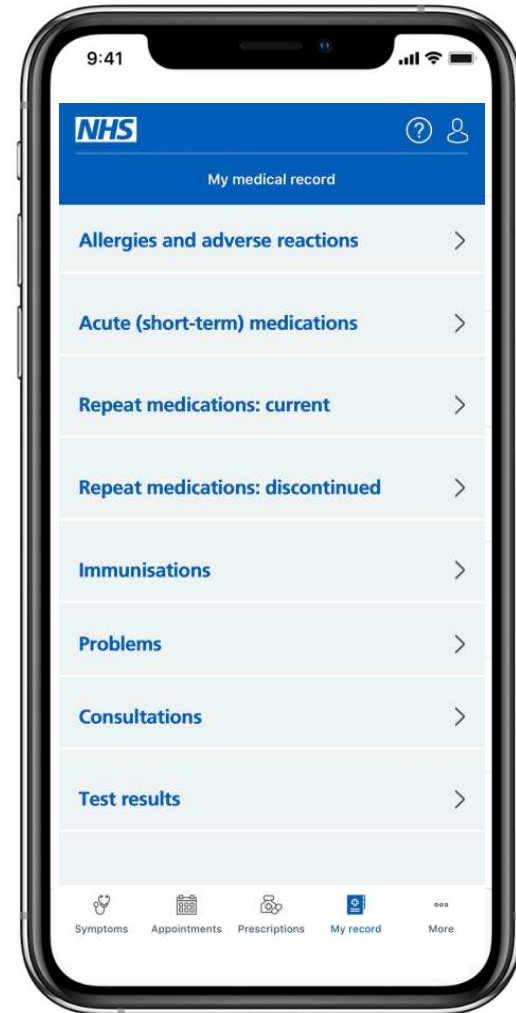 9:41
NHS
My medical record
Allergies and adverse reactions
Acute (short-term) medications
Repeat medications: current
Repeat medications: discontinued
Immunisations
Problems
Consultations
Test results
Symptoms Appointments Prescriptions My record More